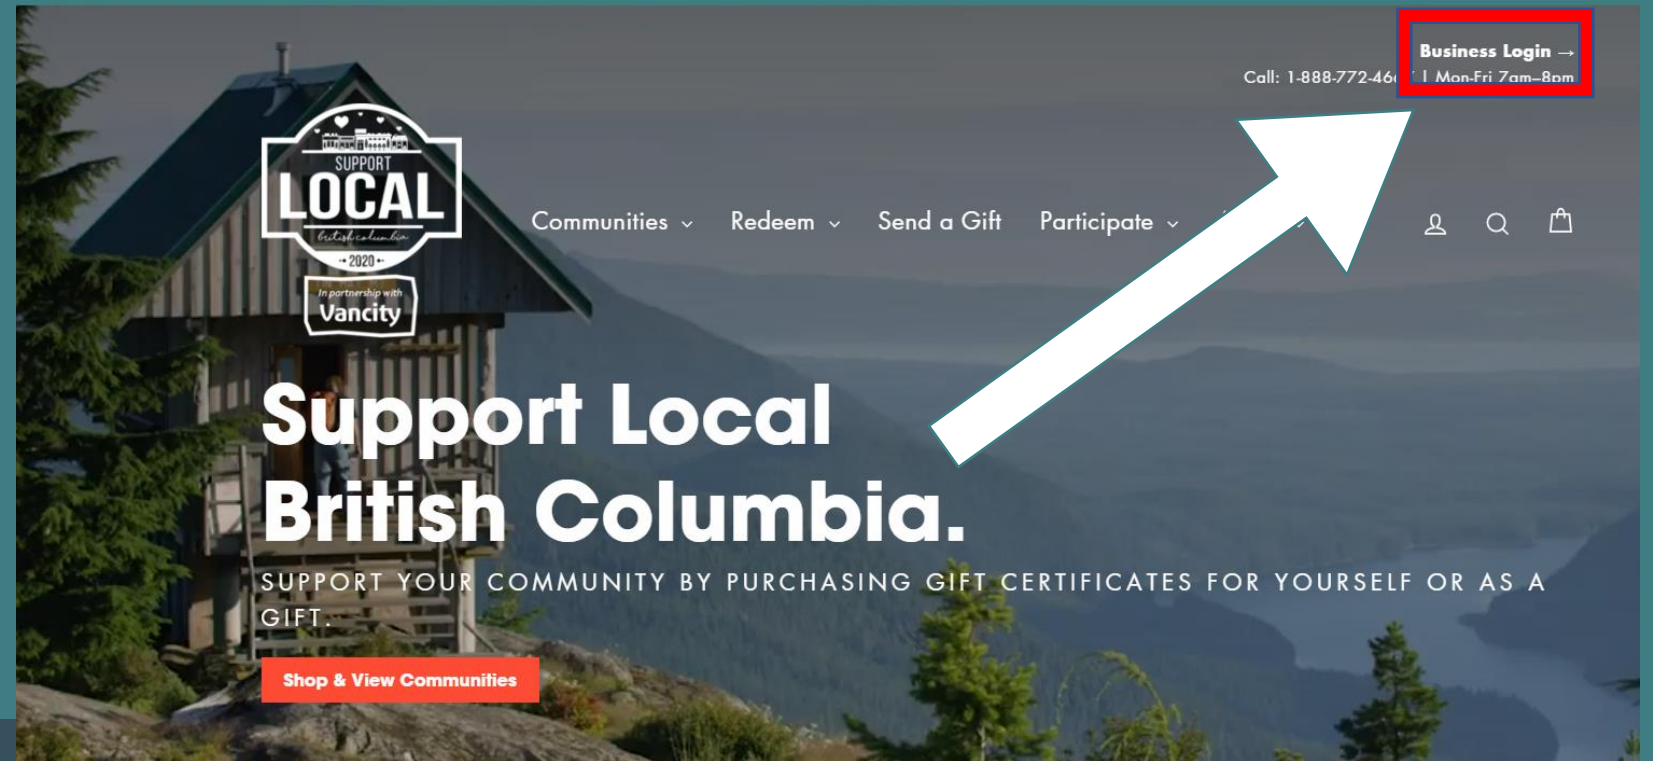 Business Login →
Call: 1-888-772-46 | Mon-Fri 7am–8pm
SUPPORT
LOCAL
british columbia
2020
In partnership with
Vancity
Communities Redeem Send a Gift Participate
Support Local
British Columbia.
SUPPORT YOUR COMMUNITY BY PURCHASING GIFT CERTIFICATES FOR YOURSELF OR AS A
GIFT.
Shop & View Communities